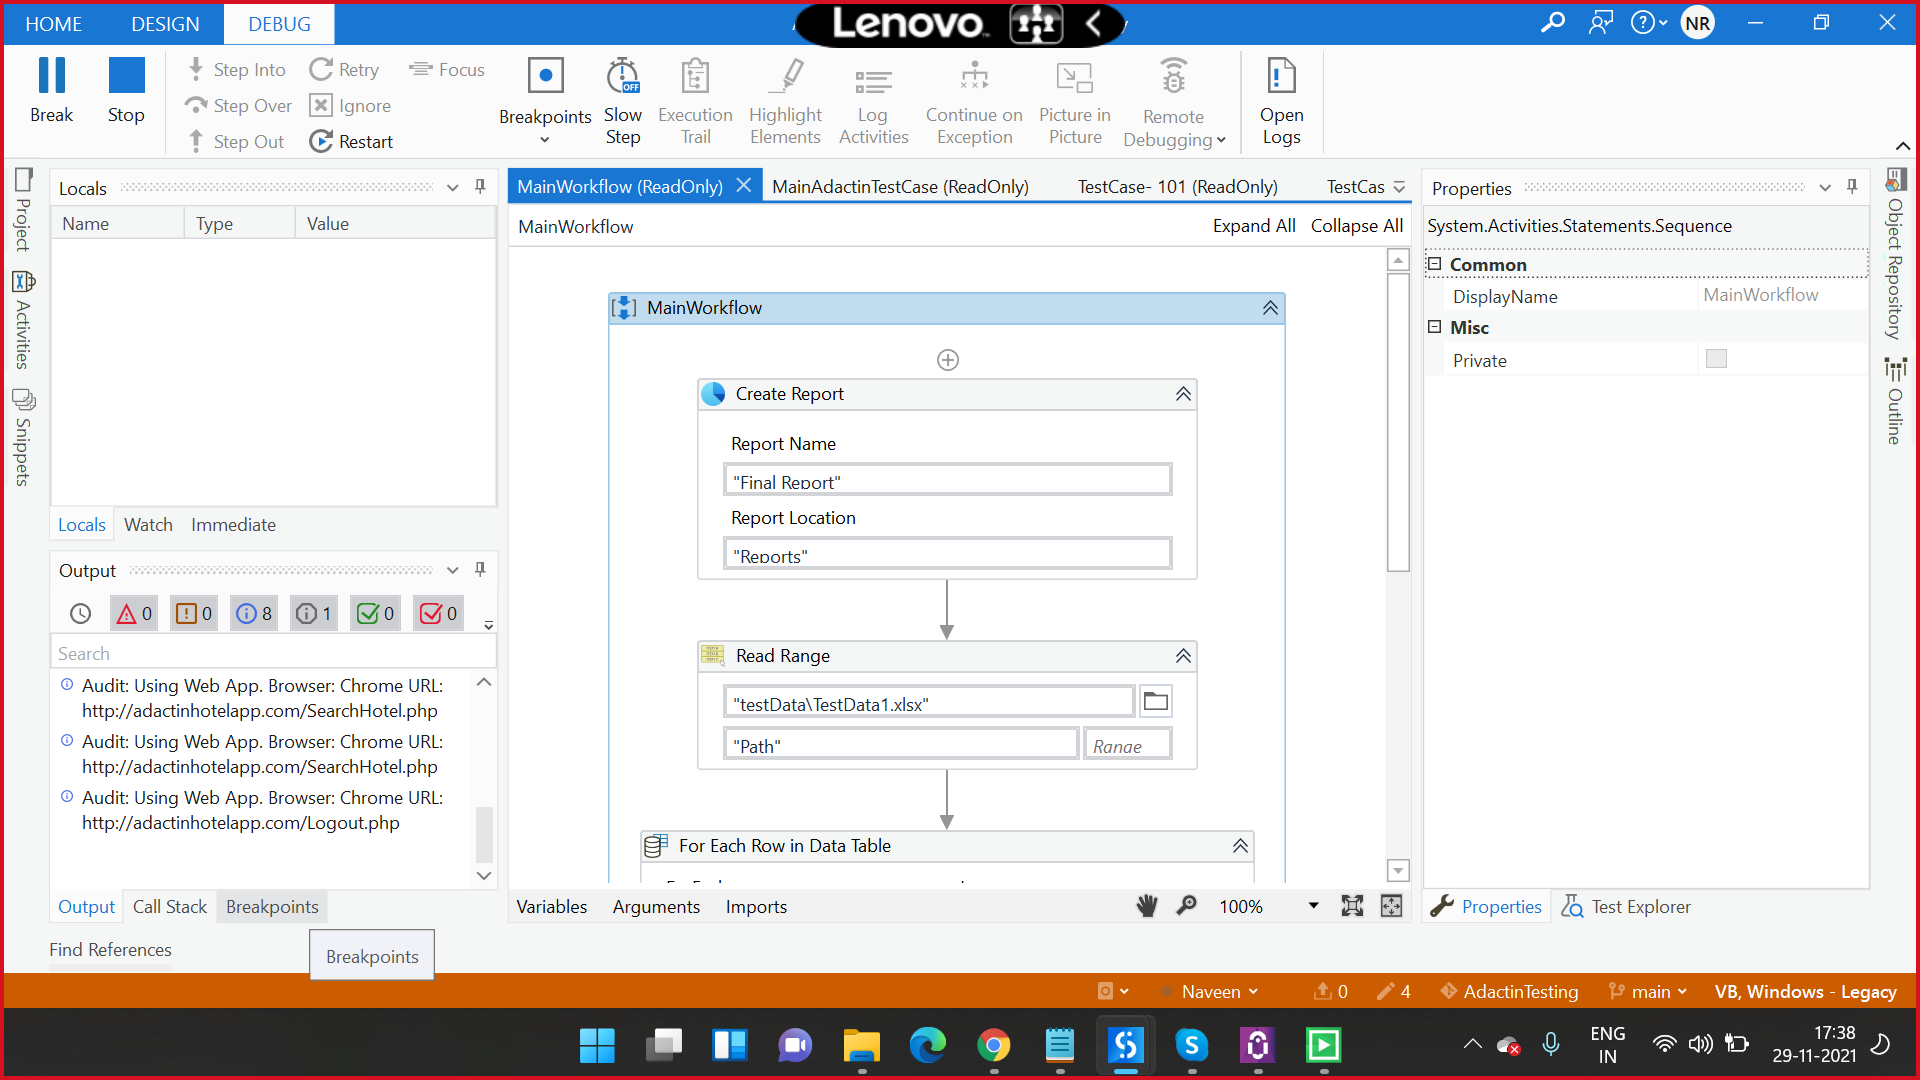 HOME DESIGN DEBUG
Lenovo
NR
Break
Stop
Step Into
Step Over
Step Out
Retry
Ignore
Restart
Focus
Breakpoints
Slow
Step
OFF
Execution
Trail
Highlight
Elements
Log
Activities
Continue on
Exception
Picture in
Picture
Remote
Debugging
Open
Logs
Project
Activities
Snippets
Locals
Name Type Value
Locals Watch Immediate
Output
0 0 8 1 0 0
Search
Audit: Using Web App. Browser: Chrome URL:
http://adactinhotelapp.com/SearchHotel.php
Audit: Using Web App. Browser: Chrome URL:
http://adactinhotelapp.com/SearchHotel.php
Audit: Using Web App. Browser: Chrome URL:
http://adactinhotelapp.com/Logout.php
Output Call Stack Breakpoints
Find References
Breakpoints
MainWorkflow (ReadOnly) MainAdactinTestCase (ReadOnly) TestCase- 101 (ReadOnly) TestCas
MainWorkflow Expand All Collapse All
MainWorkflow
Create Report
Report Name
"Final Report"
Report Location
"Reports"
Read Range
"testData\TestData1.xlsx"
"Path" Range
For Each Row in Data Table
Variables Arguments Imports 100%
Properties
System.Activities.Statements.Sequence
Common
DisplayName MainWorkflow
Misc
Private
Properties Test Explorer
Object Repository
Outline
Naveen 0 4 AdactinTesting main VB, Windows - Legacy
ENG
IN
17:38
29-11-2021